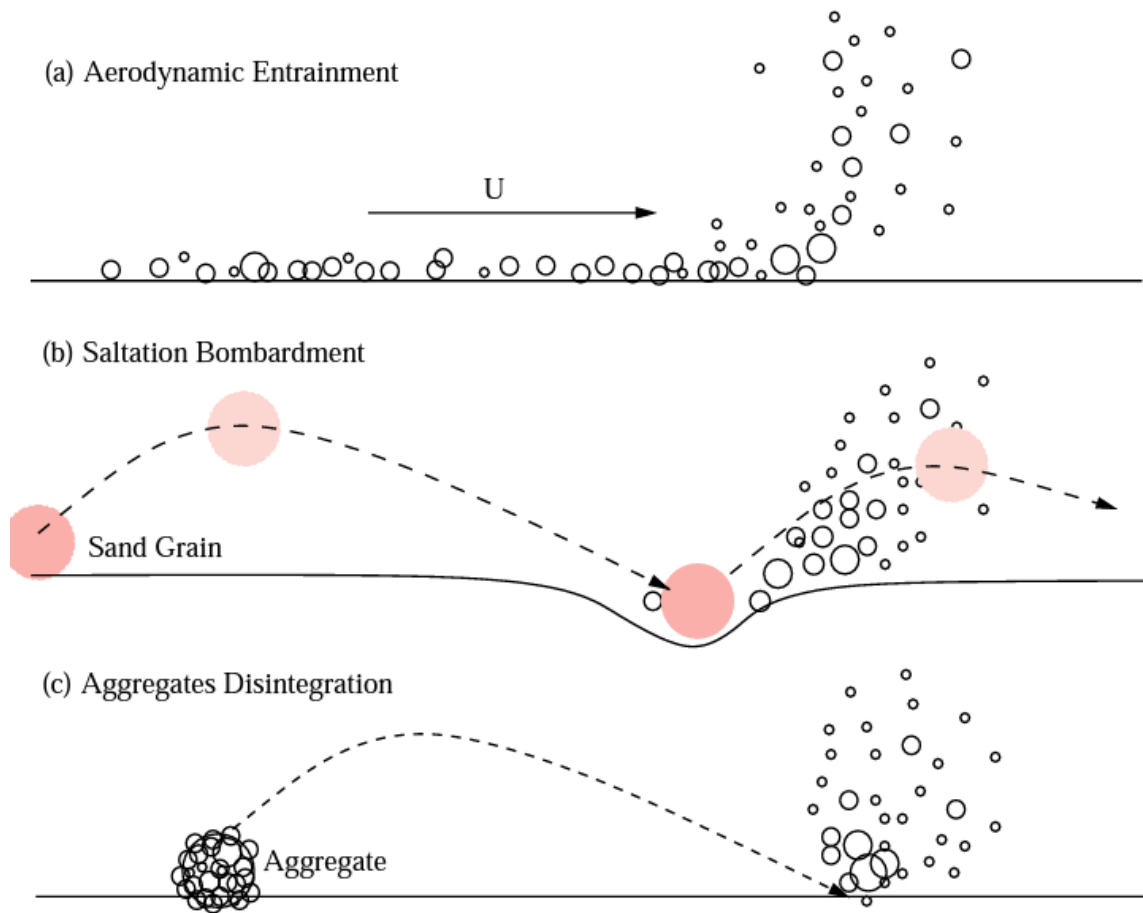 (a) Aerodynamic Entrainment
U
(b) Saltation Bombardment
Sand Grain
(c) Aggregates Disintegration
Aggregate